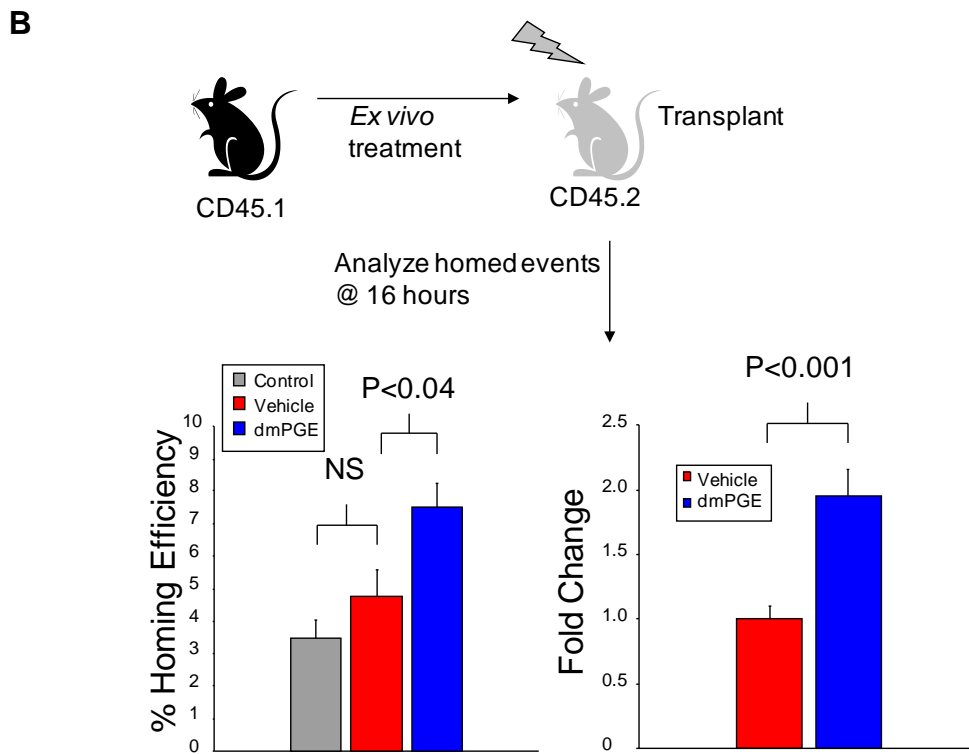 B
Ex vivo
treatment
Transplant
CD45.1
CD45.2
Analyze homed events
@ 16 hours
Control
Vehicle
dmPGE
P<0.04
NS
% Homing Efficiency
10
9
8
7
6
5
4
3
2
1
0
P<0.001
Vehicle
dmPGE
Fold Change
2.5
2.0
1.5
1.0
0.5
0